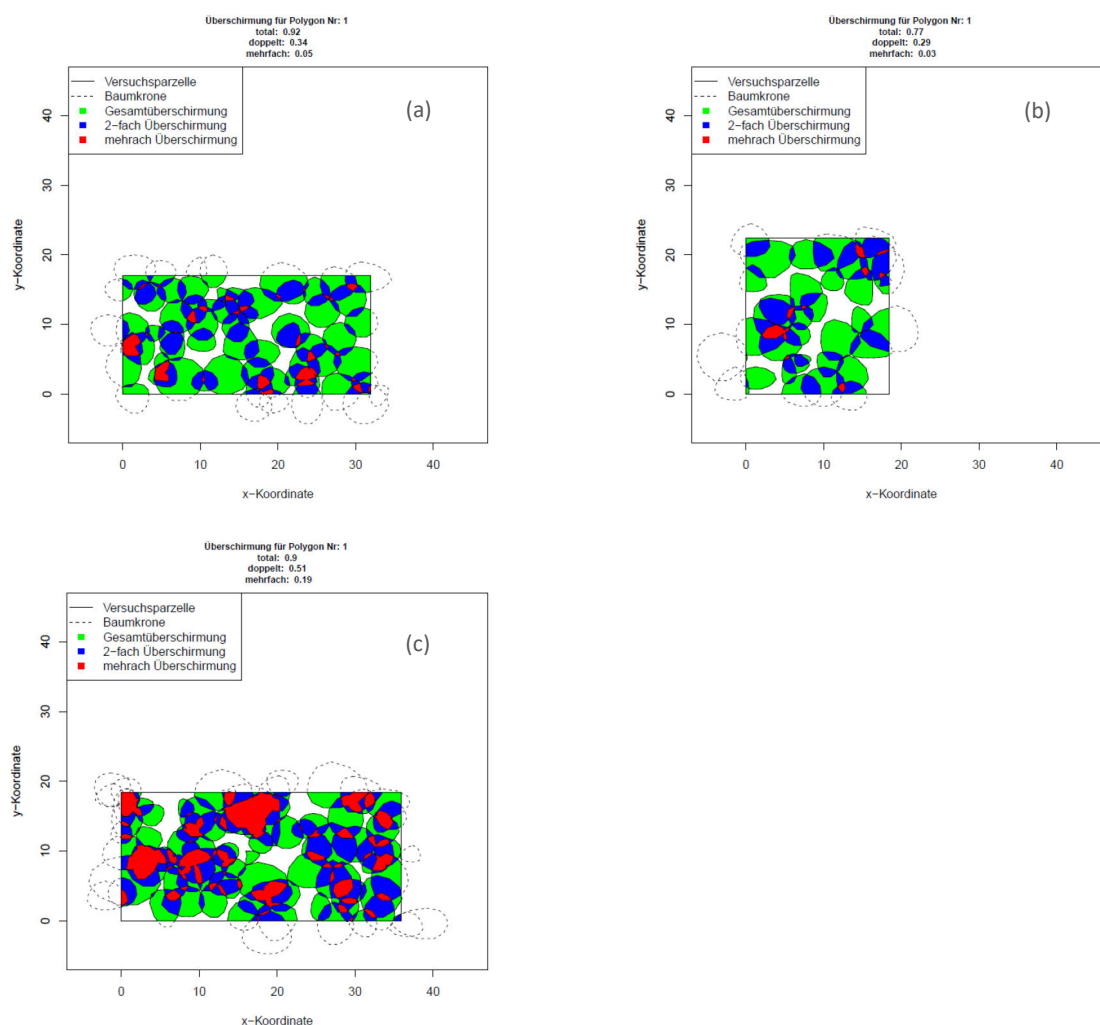 Überschirmung für Polygon Nr: 1
total: 0.92
doppelt: 0.34
mehrfach: 0.05
Versuchsparzelle
Baumkrone
Gesamtüberschirmung
2-fach Überschirmung
mehrach Überschirmung
(a)
40
30
20
10
0
y-Koordinate
0 10 20 30 40
x-Koordinate
Überschirmung für Polygon Nr: 1
total: 0.77
doppelt: 0.29
mehrfach: 0.03
Versuchsparzelle
Baumkrone
Gesamtüberschirmung
2-fach Überschirmung
mehrach Überschirmung
(b)
40
30
20
10
0
y-Koordinate
0 10 20 30 40
x-Koordinate
Überschirmung für Polygon Nr: 1
total: 0.9
doppelt: 0.51
mehrfach: 0.19
Versuchsparzelle
Baumkrone
Gesamtüberschirmung
2-fach Überschirmung
mehrach Überschirmung
(c)
40
30
20
10
0
y-Koordinate
0 10 20 30 40
x-Koordinate